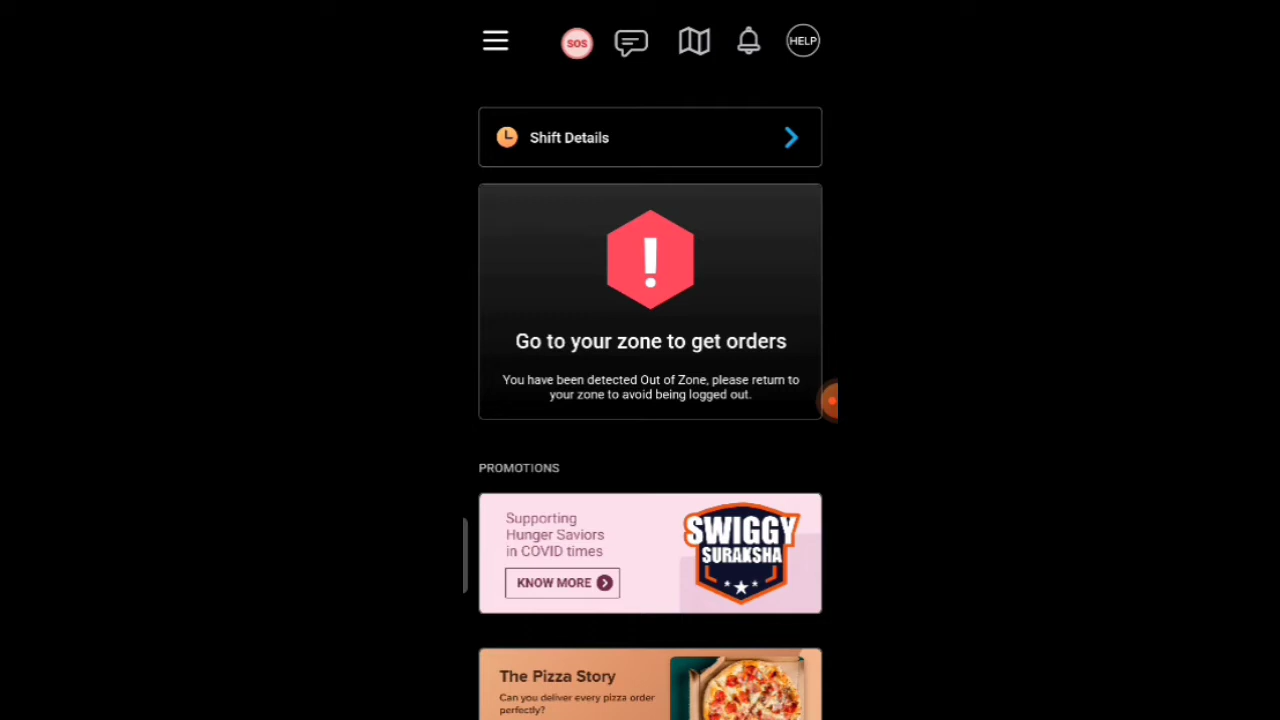 SOS
HELP
Shift Details
!
Go to your zone to get orders
You have been detected Out of Zone, please return to
your zone to avoid being logged out.
PROMOTIONS
Supporting
Hunger Saviors
in COVID times
KNOW MORE
SWIGGY
SURAKSHA
The Pizza Story
Can you deliver every pizza order
perfectly?